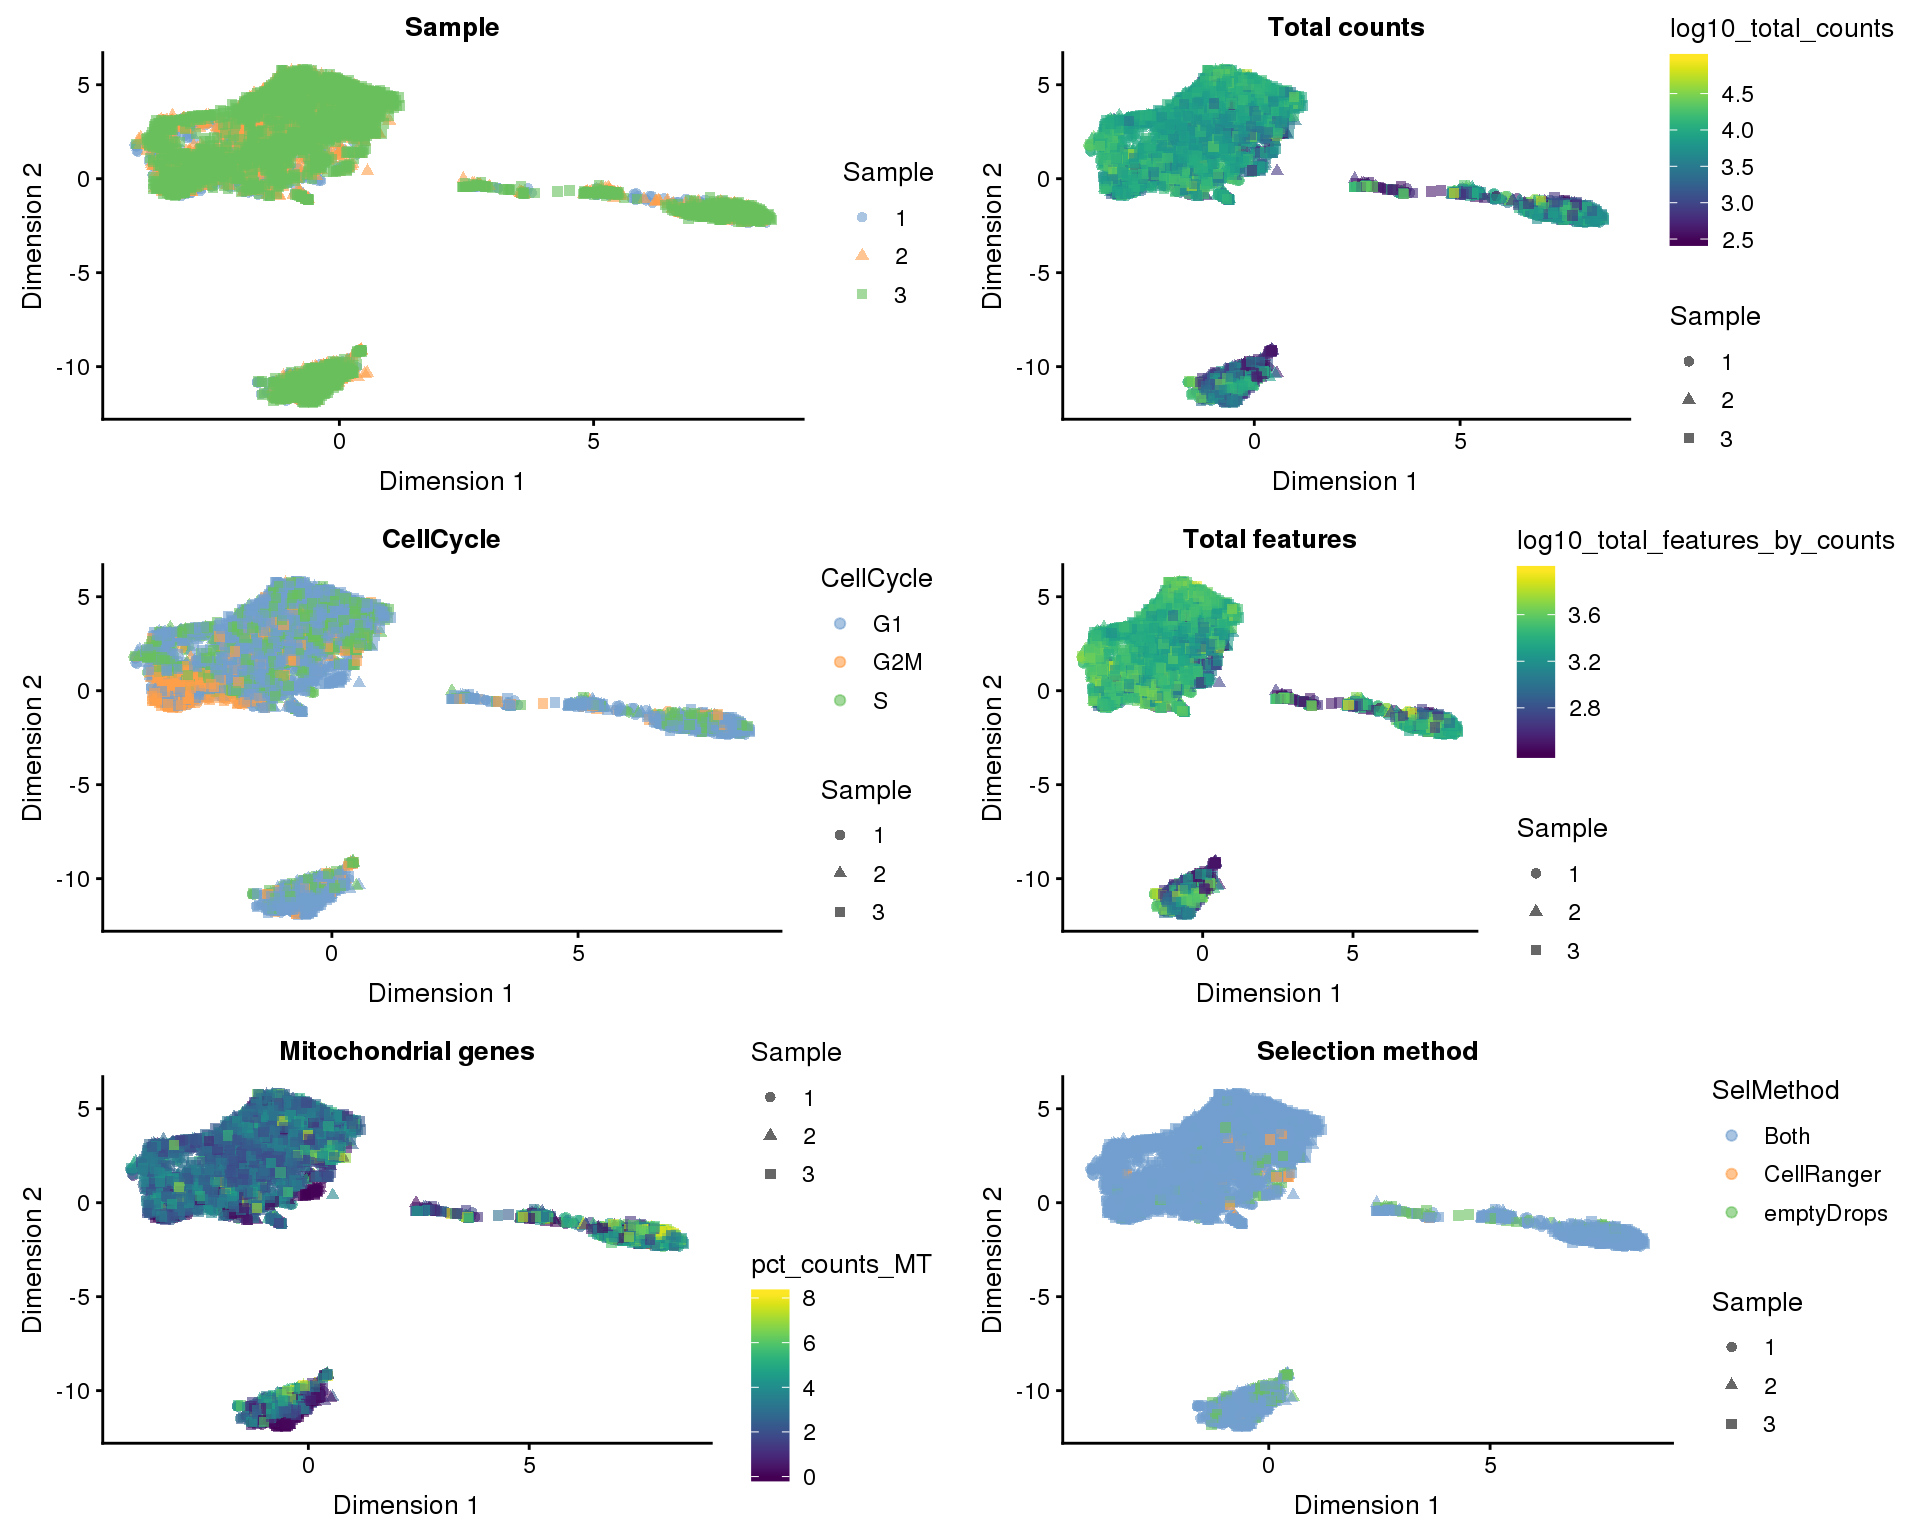 Sample
5
0
-5
-10
0
5
Dimension 1
Dimension 2
Sample
1
2
3
Total counts
5
0
-5
-10
0
5
Dimension 1
Dimension 2
log10_total_counts
4.5
4.0
3.5
3.0
2.5
Sample
1
2
3
CellCycle
5
0
-5
-10
0
5
Dimension 1
Dimension 2
CellCycle
G1
G2M
S
Sample
1
2
3
Total features
5
0
-5
-10
0
5
Dimension 1
Dimension 2
log10_total_features_by_counts
3.6
3.2
2.8
Sample
1
2
3
Mitochondrial genes
5
0
-5
-10
0
5
Dimension 1
Dimension 2
Sample
1
2
3
pct_counts_MT
8
6
4
2
0
Selection method
5
0
-5
-10
0
5
Dimension 1
Dimension 2
SelMethod
Both
CellRanger
emptyDrops
Sample
1
2
3